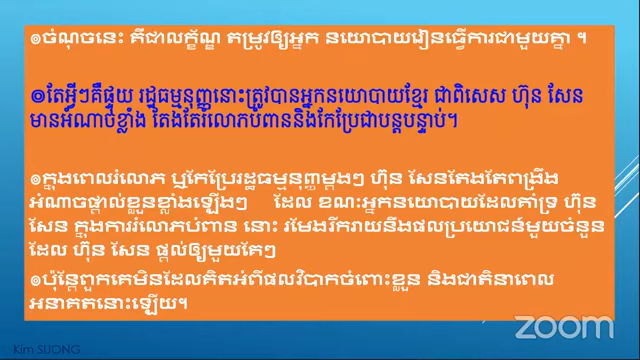 ๏ចំណុចនេះ គឺជាលក្ខ័ណ្ឌ តម្រូវឲ្យអ្នក នយោបាយរៀនធ្វើការជាមួយគ្នា ។
๏តែអ្វីៗគឺផ្ទុយ រដ្ឋធម្មនុញ្ញនោះត្រូវបានអ្នកនយោបាយខ្មែរ ជាពិសេស ហ៊ុន សែន
មានអំណាចខ្លាំង តែងតែរំលោភបំពាននិងកែប្រែជាបន្តបន្ទាប់។
๏ក្នុងពេលរំលោភ ឬកែប្រែរដ្ឋធម្មនុញ្ញម្ដងៗ ហ៊ុន សែនតែងតែពង្រឹង
អំណាចផ្ដាល់ខ្លួនខ្លាំងឡើងៗ ដែល ខណៈអ្នកនយោបាយដែលគាំទ្រ ហ៊ុន
សែន ក្នុងការរំលោភបំពាន នោះ រមែងរីករាយនឹងផលប្រយោជន៍មួយចំនួន
ដែល ហ៊ុន សែន ផ្ដល់ឲ្យមួយគ្រែៗ
๏ប៉ុន្តែពួកគេមិនដែលគិតអំពីផលវិបាកចំពោះខ្លួន និងជាតិនាពេល
អនាគតនោះឡើយ។
Kim SUONG
zoom